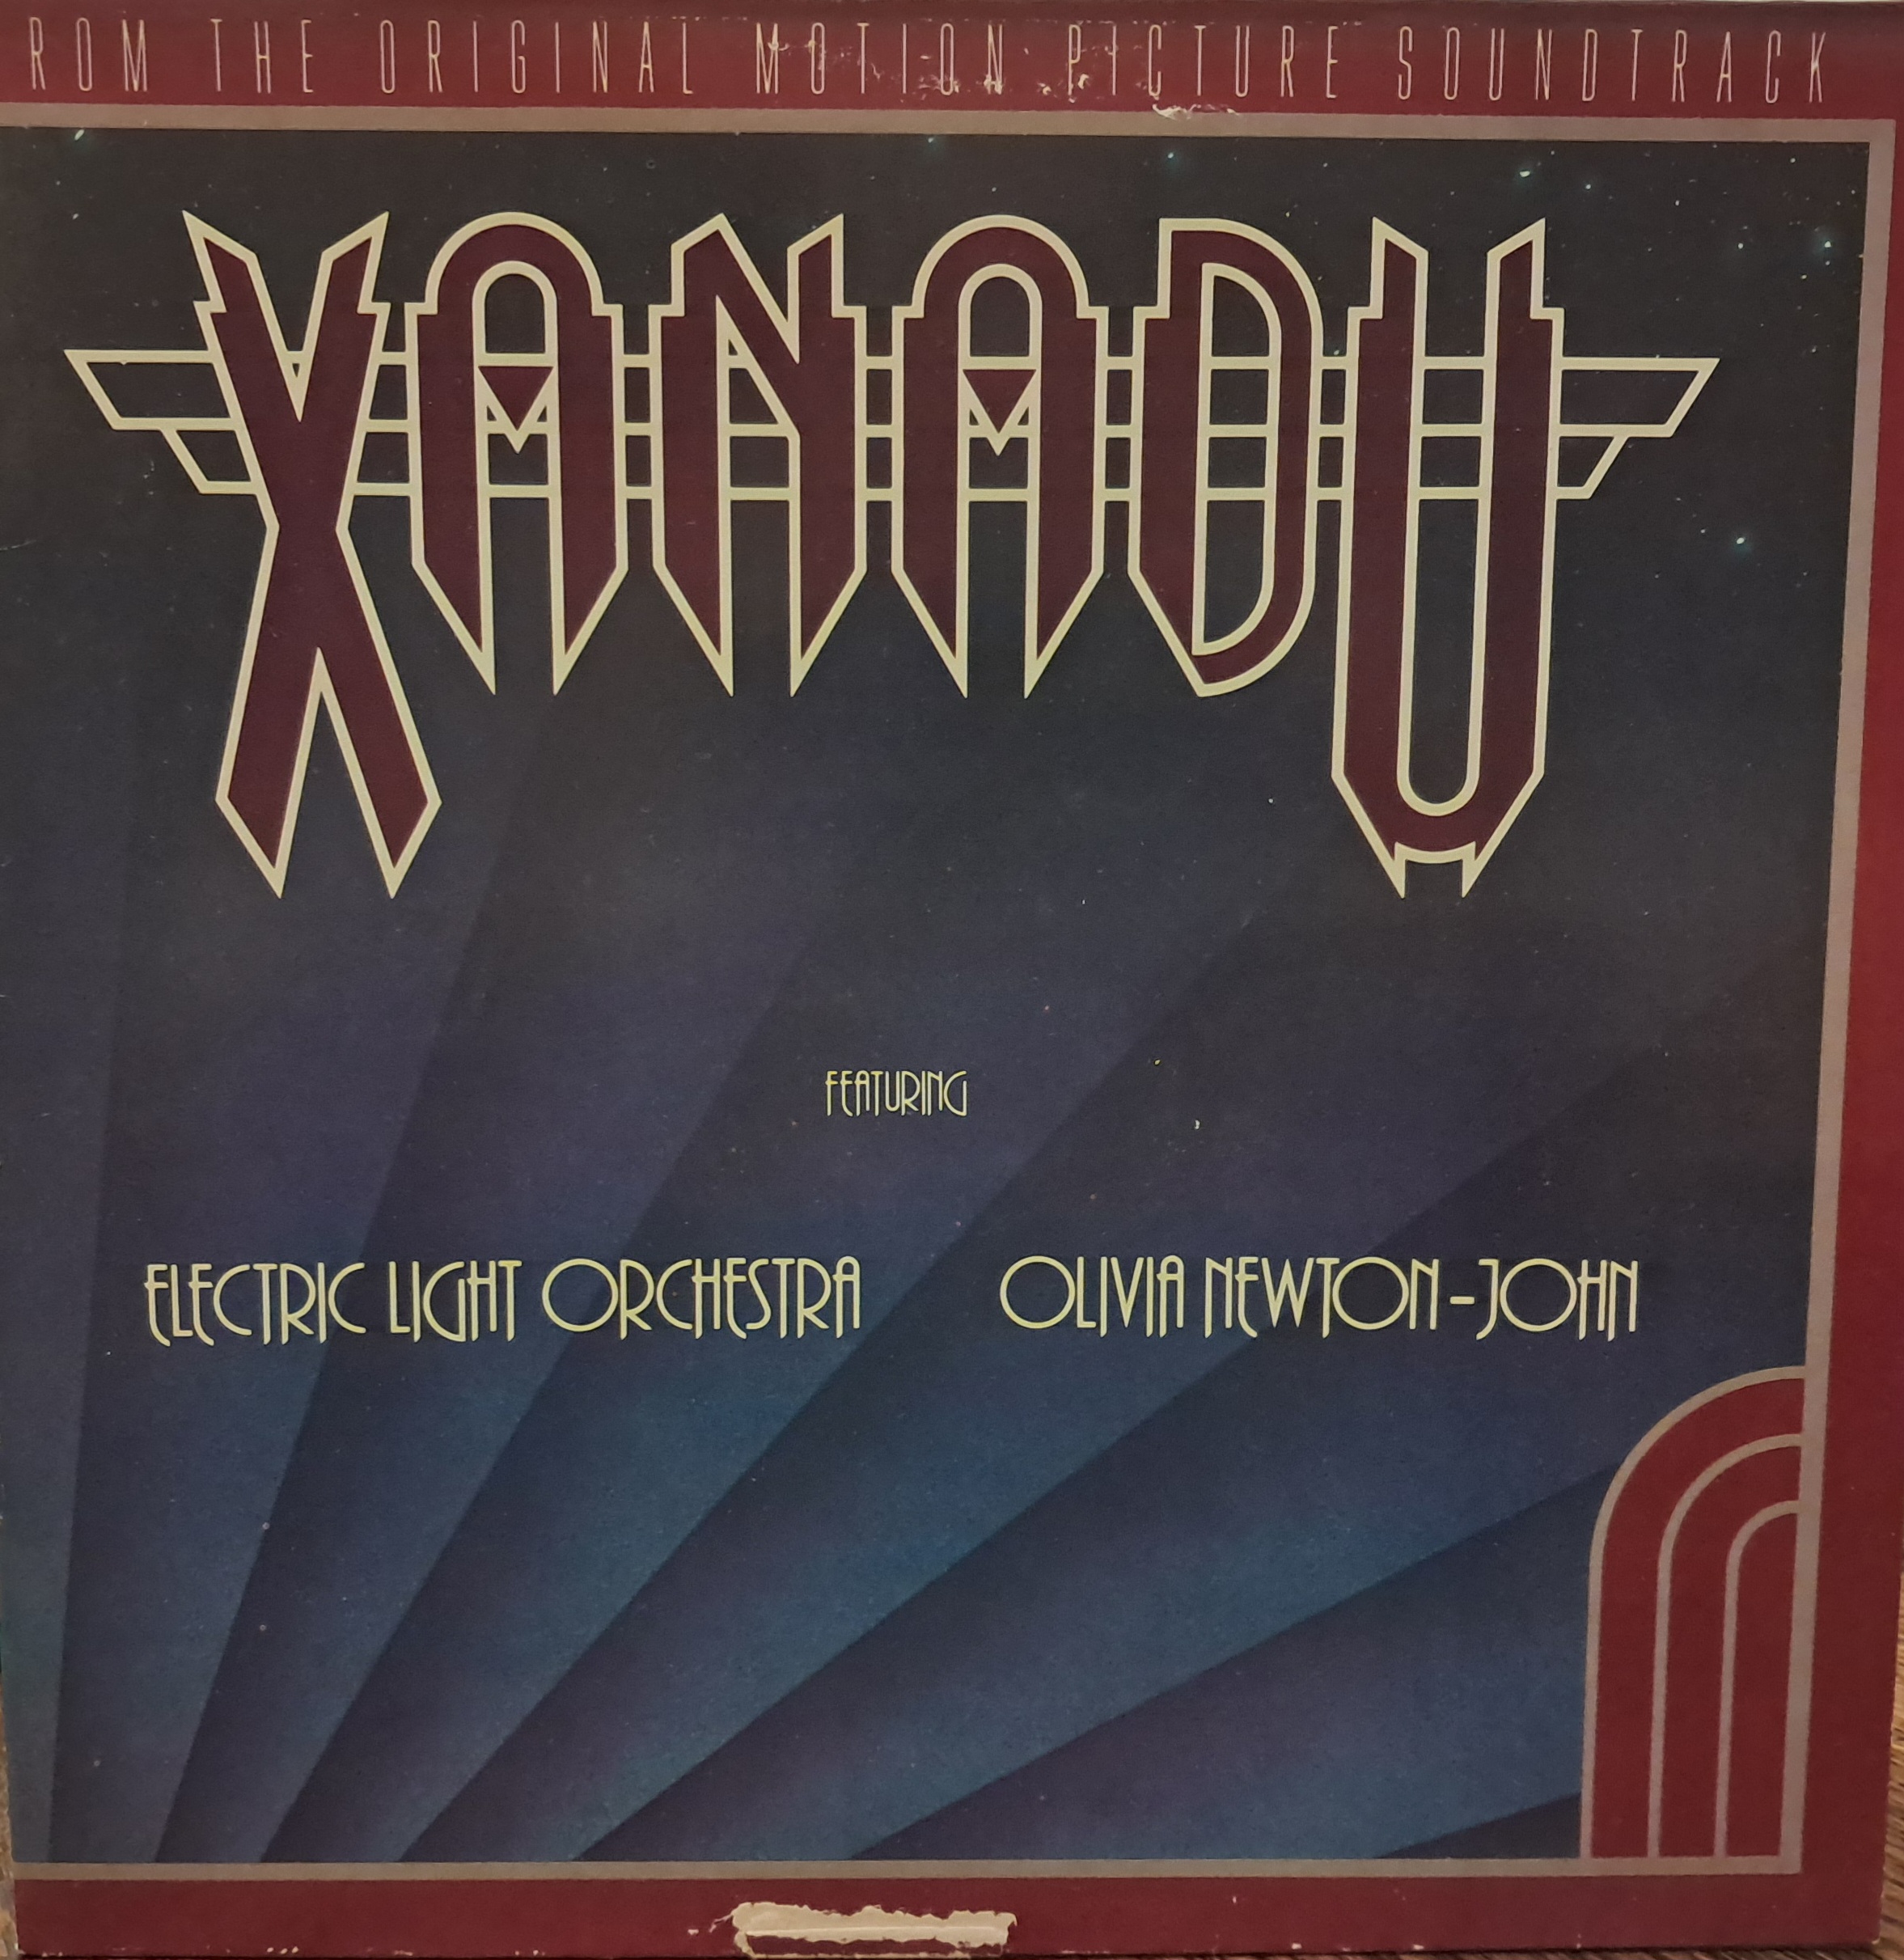 ROM THE ORIGINAL MOTION PICTURE SOUNDTRACK
XANADU
FEATURING
ELECTRIC LIGHT ORCHESTRA OLIVIA NEWTON-JOHN